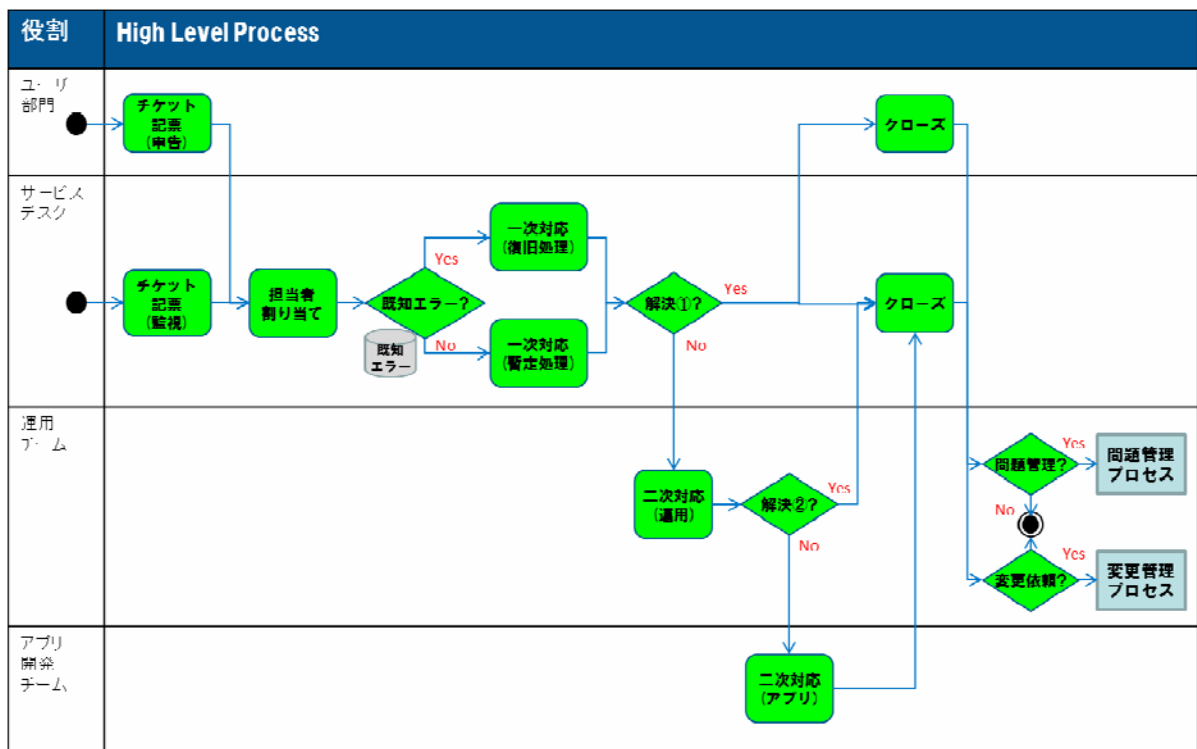 役割
High Level Process
ユーザ
部門
チケット
記票
(申告)
クローズ
サービス
デスク
チケット
記票
(監視)
担当者
割り当て
既知エラー?
既知
エラー
Yes
No
一次対応
(復旧処理)
一次対応
(暫定処理)
解決①?
Yes
No
クローズ
運用
チーム
二次対応
(運用)
解決②?
Yes
No
問題管理?
Yes
問題管理
プロセス
No
変更依頼?
Yes
変更管理
プロセス
アプリ
開発
チーム
二次対応
(アプリ)